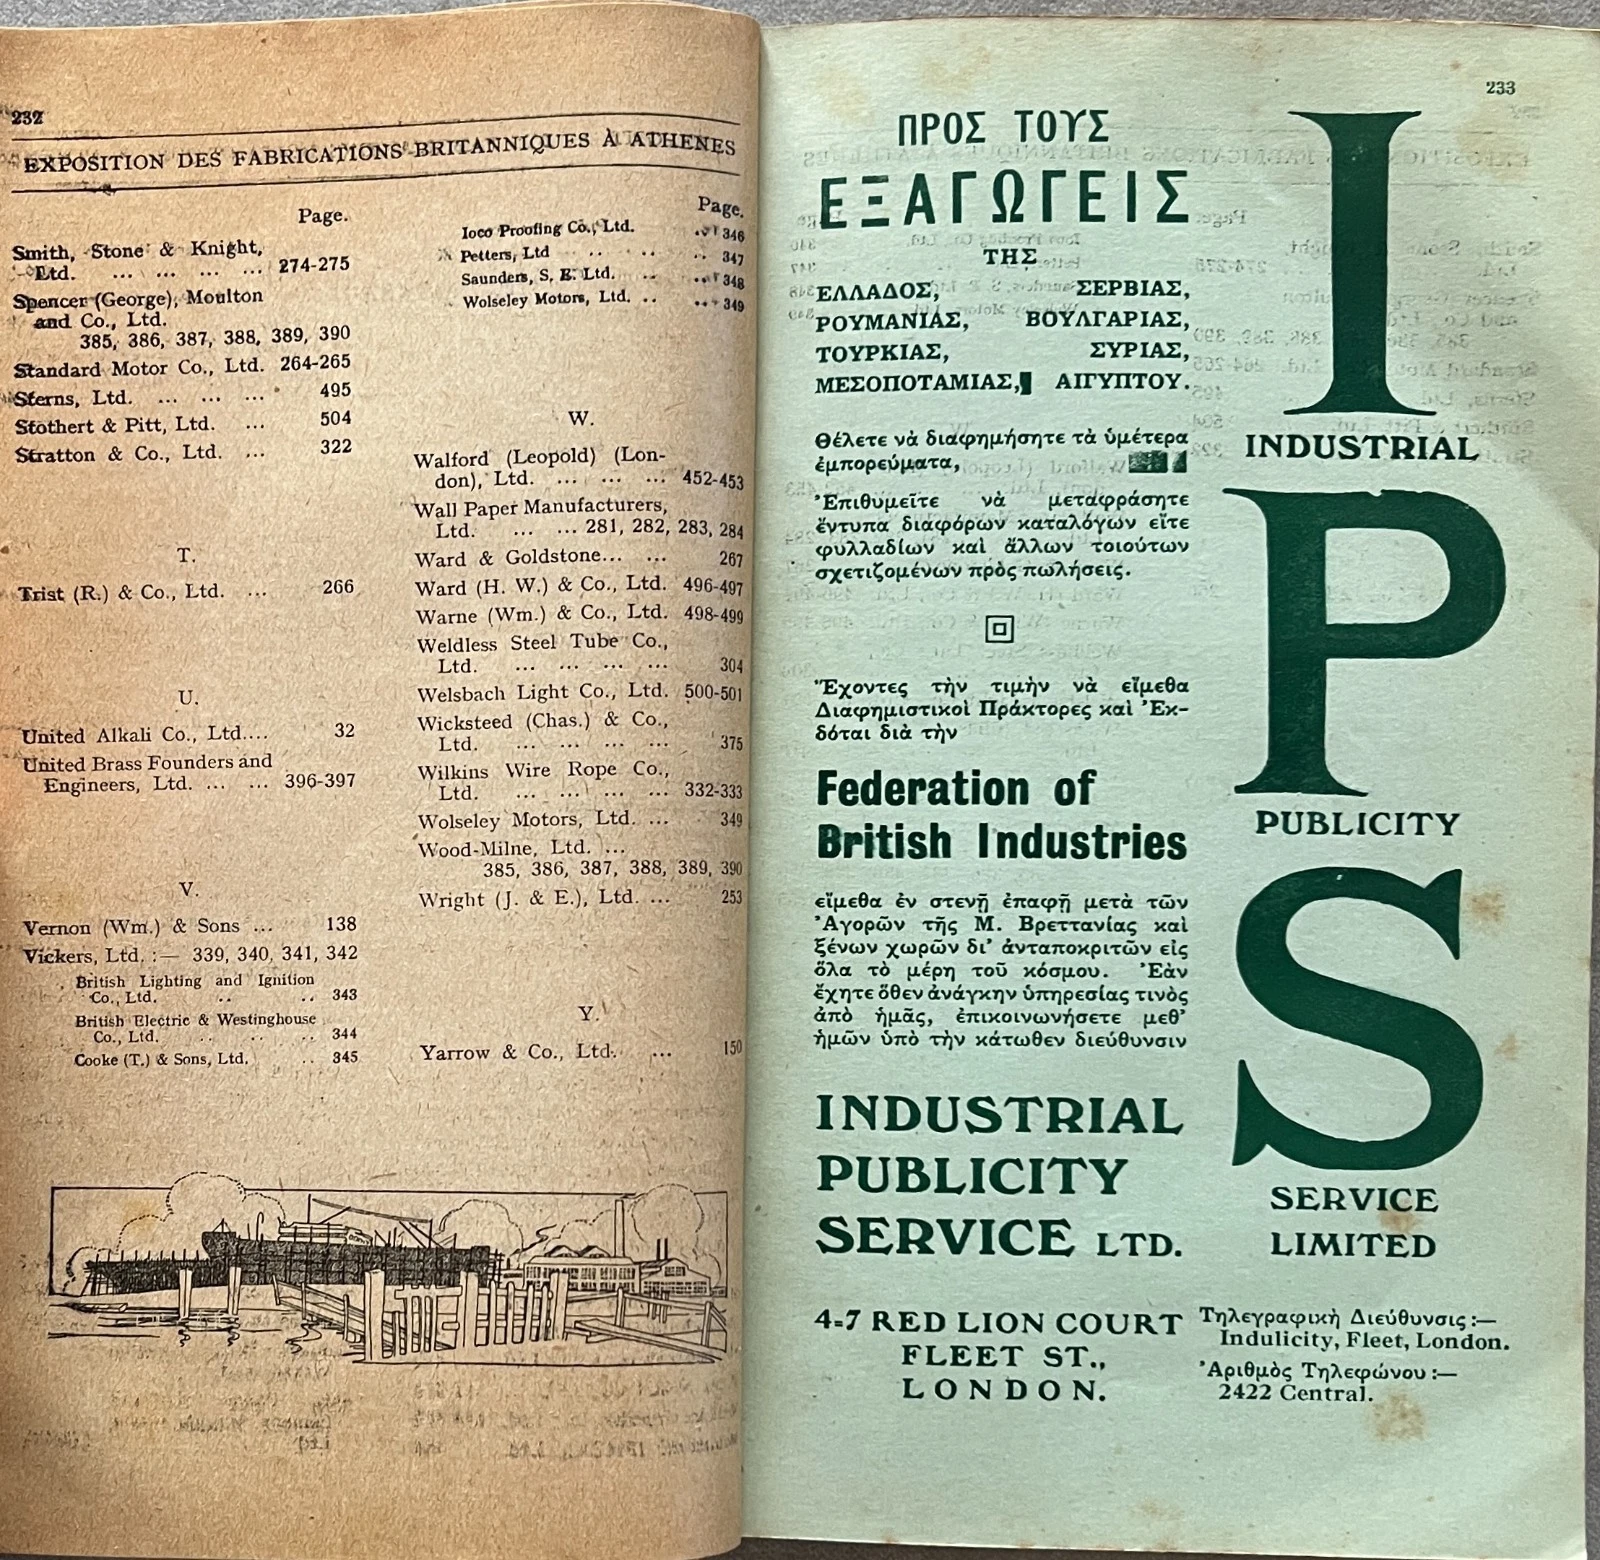 232
EXPOSITION DES FABRICATIONS BRITANNIQUES À ATHENES
Page.
Smith, Stone & Knight,
Ltd. ... ... ... ... 274-275
Spencer (George), Moulton
and Co., Ltd.
385, 386, 387, 388, 389, 390
Standard Motor Co., Ltd. 264-265
Sterns, Ltd. ... ... ... 495
Stothert & Pitt, Ltd. ... 504
Stratton & Co., Ltd. ... 322
T.
Trist (R.) & Co., Ltd. ... 266
U.
United Alkali Co., Ltd.... 32
United Brass Founders and
Engineers, Ltd. ... ... 396-397
V.
Vernon (Wm.) & Sons ... 138
Vickers, Ltd. :— 339, 340, 341, 342
British Lighting and Ignition
Co., Ltd. .. .. 343
British Electric & Westinghouse
Co., Ltd. .. .. .. 344
Cooke (T.) & Sons, Ltd. .. 345
Page.
Ioco Proofing Co., Ltd. ... 346
Petters, Ltd .. .. .. 347
Saunders, S. E. Ltd. .. ... 348
Wolseley Motors, Ltd. .. ... 349
W.
Walford (Leopold) (Lon-
don), Ltd. ... ... ... 452-453
Wall Paper Manufacturers,
Ltd. ... ... 281, 282, 283, 284
Ward & Goldstone... ... 267
Ward (H. W.) & Co., Ltd. 496-497
Warne (Wm.) & Co., Ltd. 498-499
Weldless Steel Tube Co.,
Ltd. ... ... ... ... 304
Welsbach Light Co., Ltd. 500-501
Wicksteed (Chas.) & Co.,
Ltd. ... ... ... ... 375
Wilkins Wire Rope Co.,
Ltd. ... ... ... ... 332-333
Wolseley Motors, Ltd. ... 349
Wood-Milne, Ltd. ...
385, 386, 387, 388, 389, 390
Wright (J. & E.), Ltd. ... 253
Y.
Yarrow & Co., Ltd. ... 150
233
ΠΡΟΣ ΤΟΥΣ
ΕΞΑΓΩΓΕΙΣ
ΤΗΣ
ΕΛΛΑΔΟΣ, ΣΕΡΒΙΑΣ,
ΡΟΥΜΑΝΙΑΣ, ΒΟΥΛΓΑΡΙΑΣ,
ΤΟΥΡΚΙΑΣ, ΣΥΡΙΑΣ,
ΜΕΣΟΠΟΤΑΜΙΑΣ, ΑΙΓΥΠΤΟΥ.
Θέλετε νὰ διαφημήσητε τὰ ὑμέτερα
ἐμπορεύματα,
Ἐπιθυμεῖτε νὰ μεταφράσητε
ἔντυπα διαφόρων καταλόγων εἴτε
φυλλαδίων καὶ ἄλλων τοιούτων
σχετιζομένων πρὸς πωλήσεις.
Ἔχοντες τὴν τιμὴν νὰ εἴμεθα
Διαφημιστικοὶ Πράκτορες καὶ Ἐκ-
δόται διὰ τὴν
Federation of
British Industries
εἴμεθα ἐν στενῇ ἐπαφῇ μετὰ τῶν
Ἀγορῶν τῆς Μ. Βρεττανίας καὶ
ξένων χωρῶν δι' ἀνταποκριτῶν εἰς
ὅλα τὸ μέρη τοῦ κόσμου. Ἐὰν
ἔχητε ὅθεν ἀνάγκην ὑπηρεσίας τινὸς
ἀπὸ ἡμᾶς, ἐπικοινωνήσετε μεθ'
ἡμῶν ὑπὸ τὴν κάτωθεν διεύθυνσιν
INDUSTRIAL
PUBLICITY
SERVICE LTD.
4-7 RED LION COURT
FLEET ST.,
LONDON.
I
INDUSTRIAL
P
PUBLICITY
S
SERVICE
LIMITED
Τηλεγραφικὴ Διεύθυνσις :—
Indulicity, Fleet, London.
Ἀριθμὸς Τηλεφώνου :—
2422 Central.